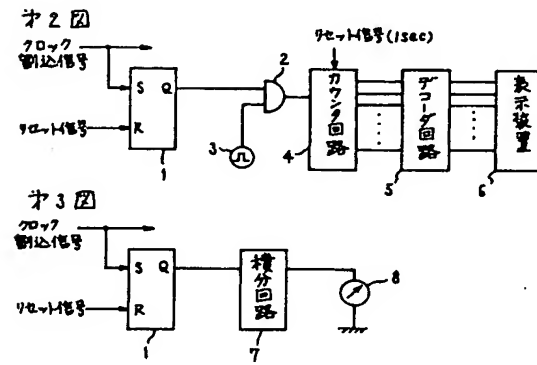 才2図
クロック
割込信号
リセット信号
S Q
R
1
2
3
リセット信号(1sec)
カウンタ回路
4
デコーダ回路
5
表示装置
6
才3図
クロック
割込信号
リセット信号
S Q
R
1
積分回路
7
8